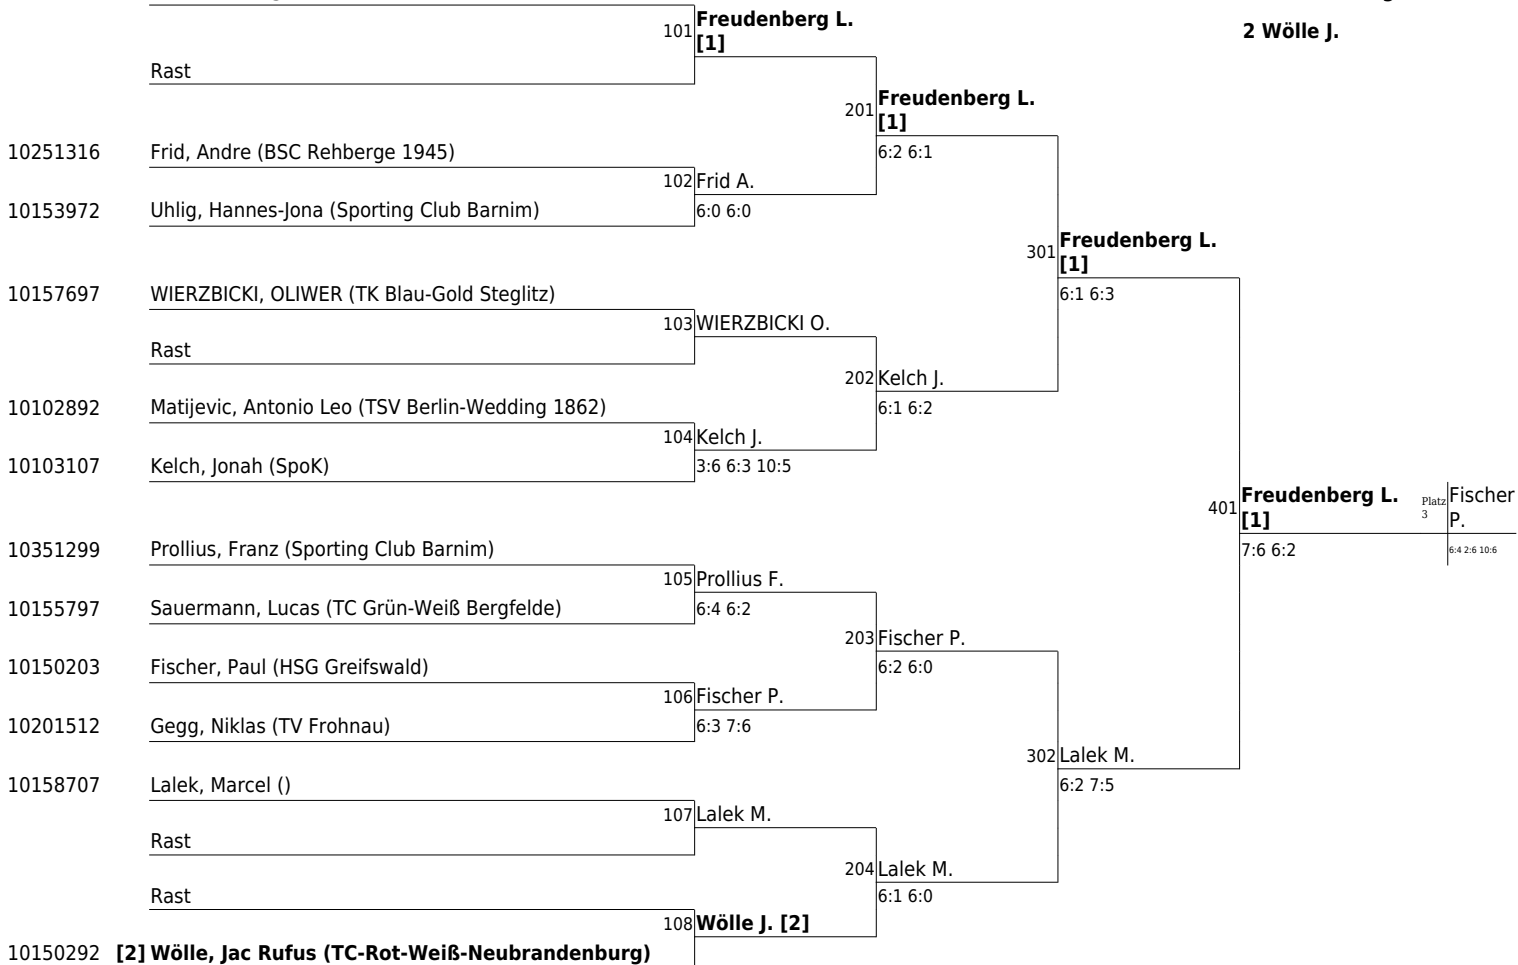 101 Freudenberg L.
[1]
2 Wölle J.
Rast
201 Freudenberg L.
[1]
10251316 Frid, Andre (BSC Rehberge 1945)
6:2 6:1
102 Frid A.
10153972 Uhlig, Hannes-Jona (Sporting Club Barnim)
6:0 6:0
301 Freudenberg L.
[1]
10157697 WIERZBICKI, OLIWER (TK Blau-Gold Steglitz)
6:1 6:3
103 WIERZBICKI O.
Rast
202 Kelch J.
10102892 Matijevic, Antonio Leo (TSV Berlin-Wedding 1862)
6:1 6:2
104 Kelch J.
10103107 Kelch, Jonah (SpoK)
3:6 6:3 10:5
401 Freudenberg L.
[1]
Platz
3
Fischer
P.
10351299 Prollius, Franz (Sporting Club Barnim)
7:6 6:2
6:4 2:6 10:6
105 Prollius F.
10155797 Sauermann, Lucas (TC Grün-Weiß Bergfelde)
6:4 6:2
203 Fischer P.
10150203 Fischer, Paul (HSG Greifswald)
6:2 6:0
106 Fischer P.
10201512 Gegg, Niklas (TV Frohnau)
6:3 7:6
302 Lalek M.
10158707 Lalek, Marcel ()
6:2 7:5
107 Lalek M.
Rast
204 Lalek M.
Rast
6:1 6:0
108 Wölle J. [2]
10150292 [2] Wölle, Jac Rufus (TC-Rot-Weiß-Neubrandenburg)